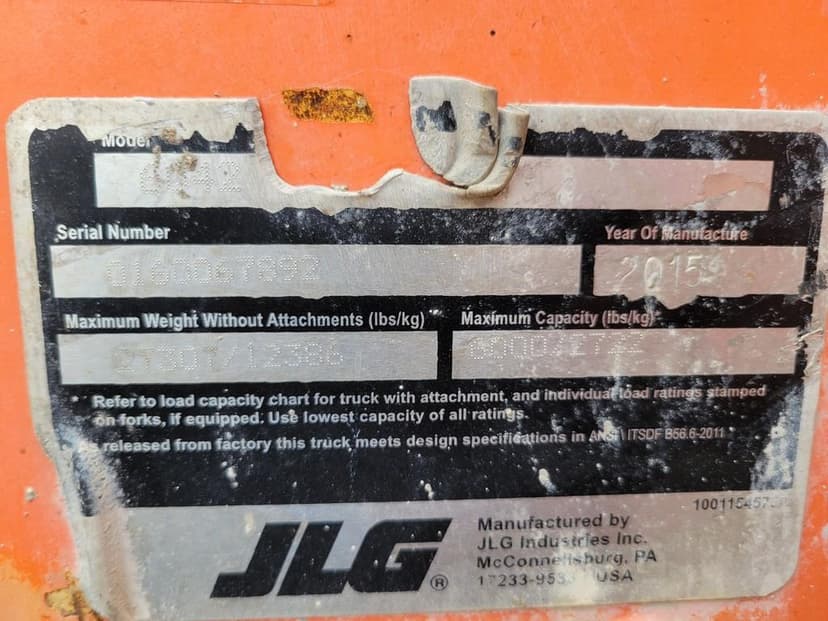 Model
Serial Number
0160067892
Year Of Manufacture
2015
Maximum Weight Without Attachments (lbs/kg)
Maximum Capacity (lbs/kg)
6000/2722
Refer to load capacity chart for truck with attachment, and individual load ratings stamped
on forks, if equipped. Use lowest capacity of all ratings.
As released from factory this truck meets design specifications in ANSI \ ITSDF B56.6-2011
JLG®
Manufactured by
JLG Industries Inc.
McConnellsburg, PA
USA